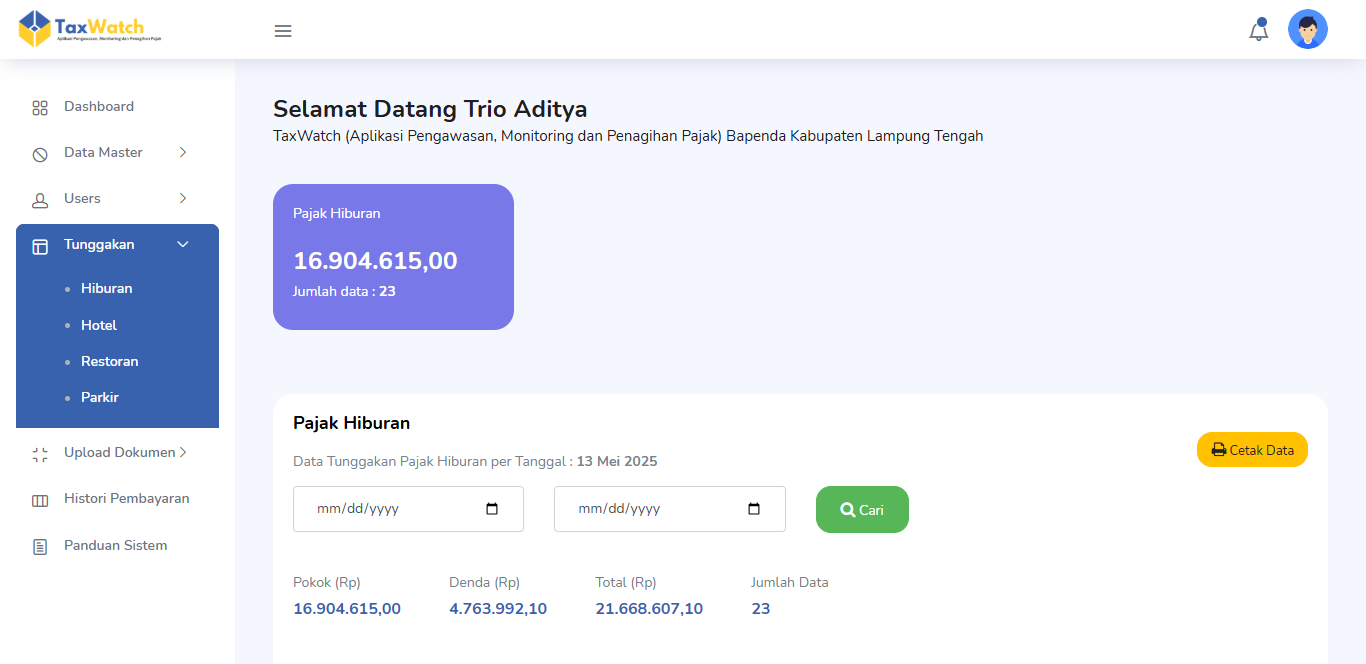 TaxWatch
Aplikasi Pengawasan, Monitoring dan Penagihan Pajak
Dashboard
Data Master
Users
Tunggakan
Hiburan
Hotel
Restoran
Parkir
Upload Dokumen
Histori Pembayaran
Panduan Sistem
Selamat Datang Trio Aditya
TaxWatch (Aplikasi Pengawasan, Monitoring dan Penagihan Pajak) Bapenda Kabupaten Lampung Tengah
Pajak Hiburan
16.904.615,00
Jumlah data : 23
Pajak Hiburan
Cetak Data
Data Tunggakan Pajak Hiburan per Tanggal : 13 Mei 2025
mm/dd/yyyy mm/dd/yyyy Cari
Pokok (Rp) Denda (Rp) Total (Rp) Jumlah Data
16.904.615,00 4.763.992,10 21.668.607,10 23